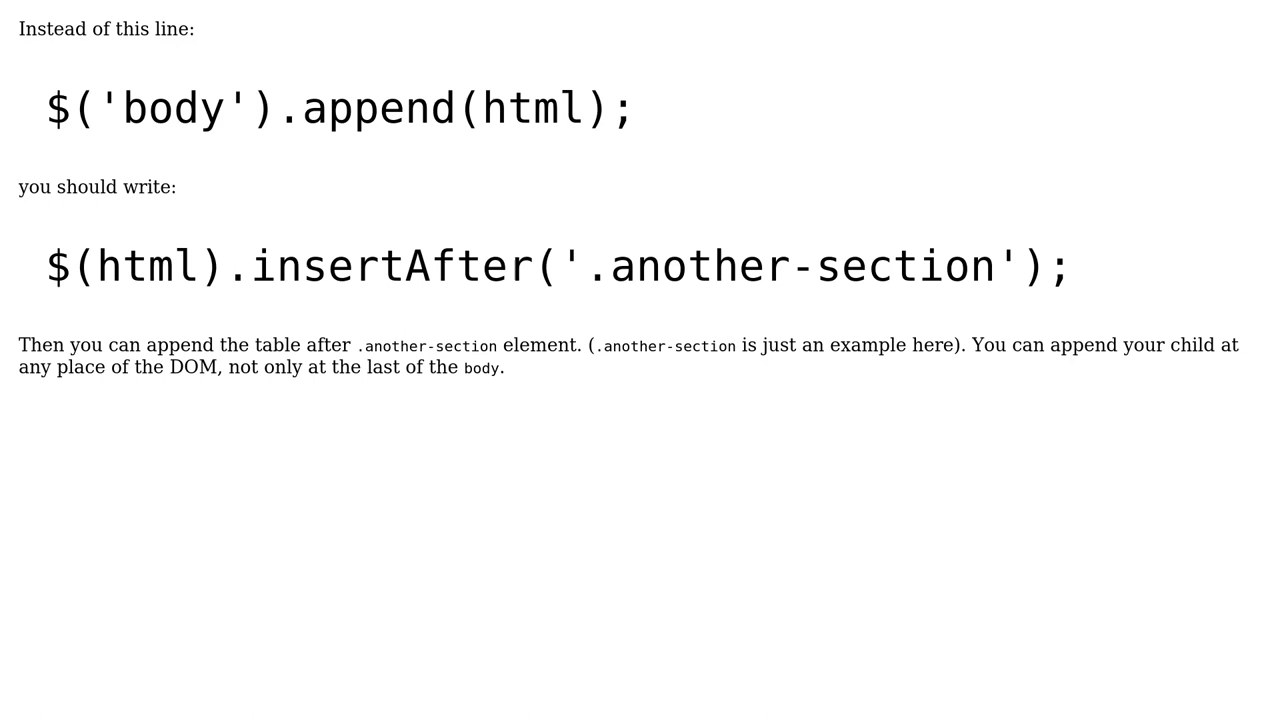 Instead of this line:
$('body').append(html);
you should write:
$(html).insertAfter('.another-section');
Then you can append the table after .another-section element. (.another-section is just an example here). You can append your child at
any place of the DOM, not only at the last of the body.